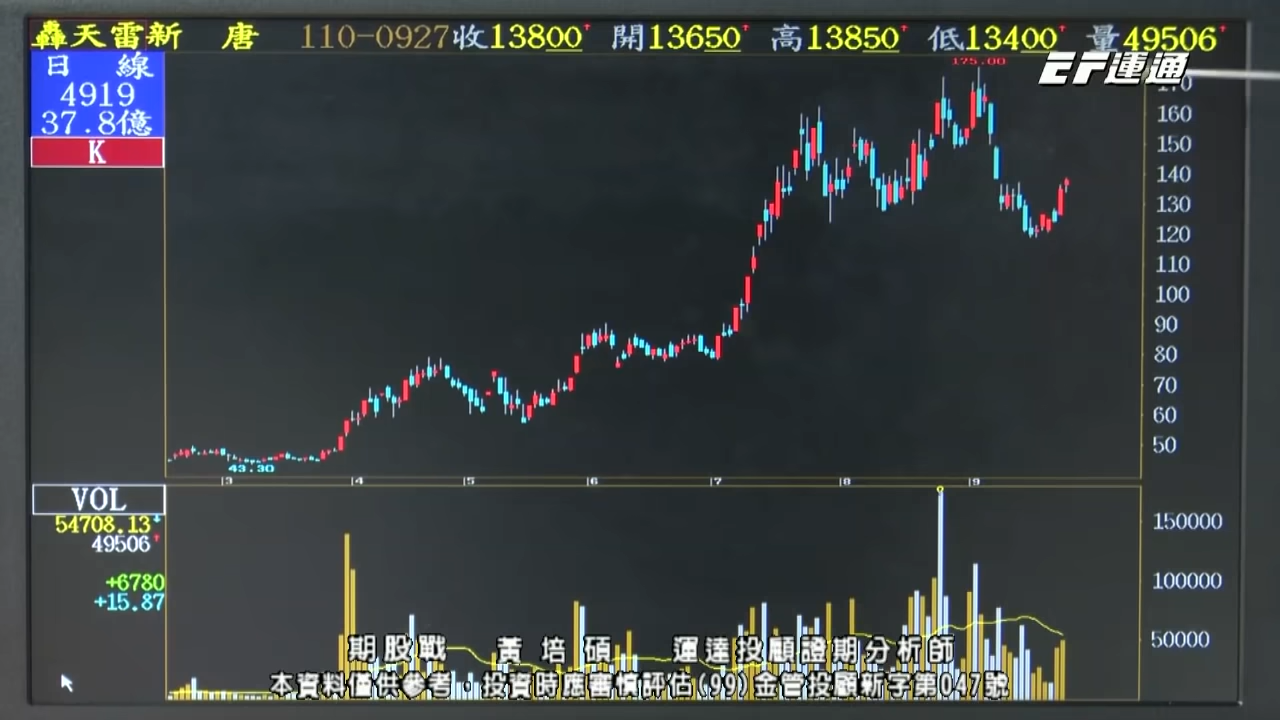 轟天雷新 唐 110-0927收13800 開13650 高13850 低13400 量49506
EF運通
日 線
4919
37.8億
K
175.00
170
160
150
140
130
120
110
100
90
80
70
60
50
43.30
3 4 5 6 7 8 9
VOL
54708.13
49506
+6780
+15.87
150000
100000
50000
期股戰 黃培碩 運達投顧證期分析師
本資料僅供參考，投資時應審慎評估(99)金管投顧新字第047號